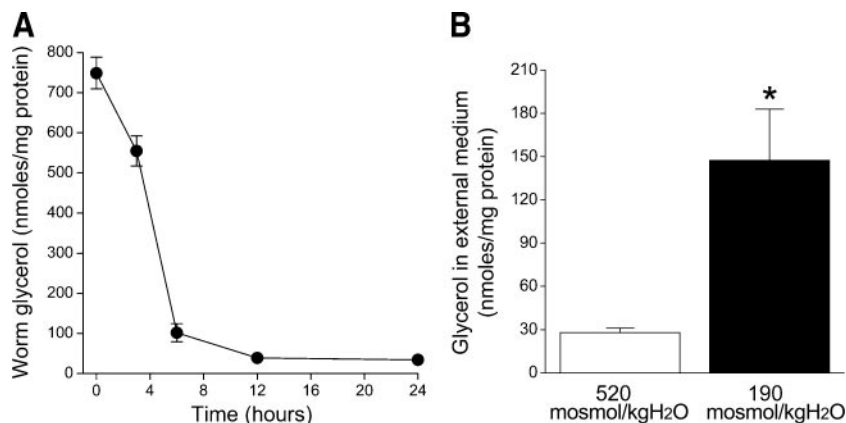 A
Worm glycerol (nmoles/mg protein)
800
700
600
500
400
300
200
100
0
0 4 8 12 16 20 24
Time (hours)
B
Glycerol in external medium
(nmoles/mg protein)
210
180
150
120
90
60
30
0
*
520 190
mosmol/kgH2O mosmol/kgH2O